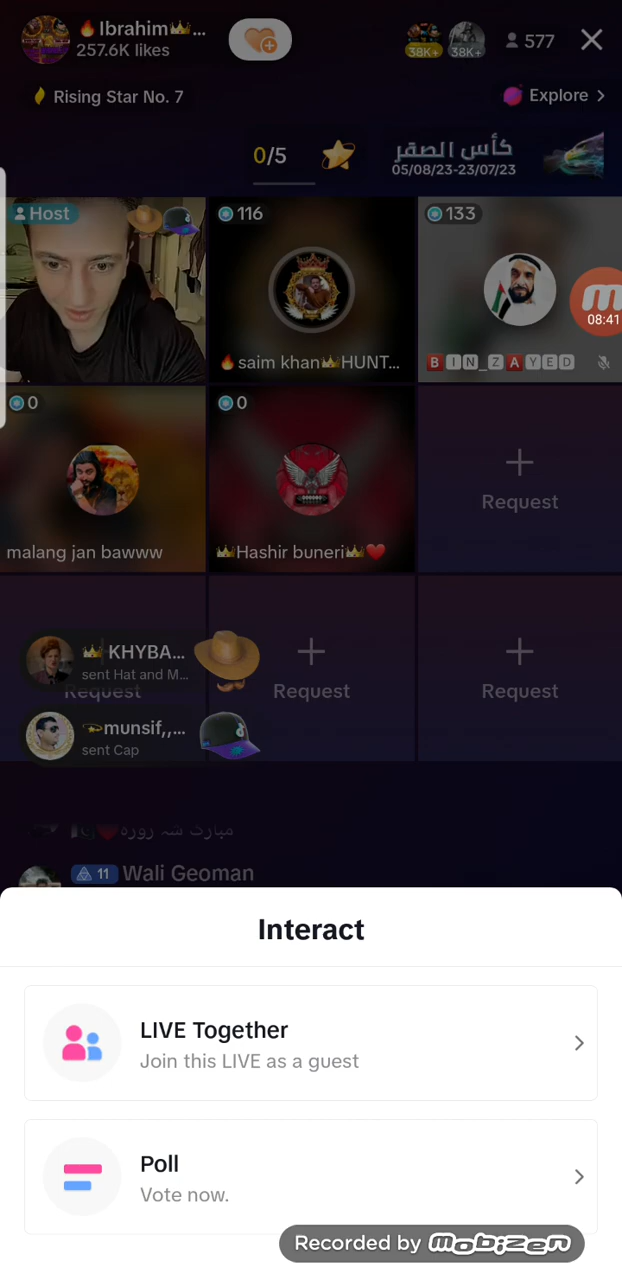 🔥Ibrahim👑...
257.6K likes
38K+
38K+
577
Rising Star No. 7
Explore
0/5
كأس الصقر
05/08/23-23/07/23
Host
116
133
08:41
🔥saim khan👑HUNT...
BIN_ZAYED
0
0
malang jan bawww
👑Hashir buneri👑❤️
Request
👑KHYBA...
sent Hat and M...
Request
Request
Request
munsif,,...
sent Cap
مبارک شہ روزہ
11 Wali Geoman
Interact
LIVE Together
Join this LIVE as a guest
Poll
Vote now.
Recorded by mobizen